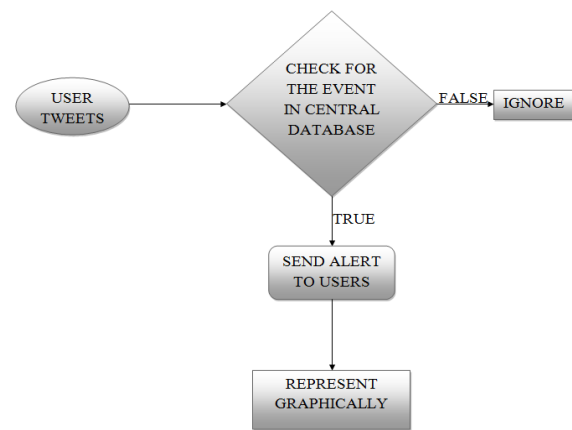 USER
TWEETS
CHECK FOR
THE EVENT
IN CENTRAL
DATABASE
FALSE
IGNORE
TRUE
SEND ALERT
TO USERS
REPRESENT
GRAPHICALLY